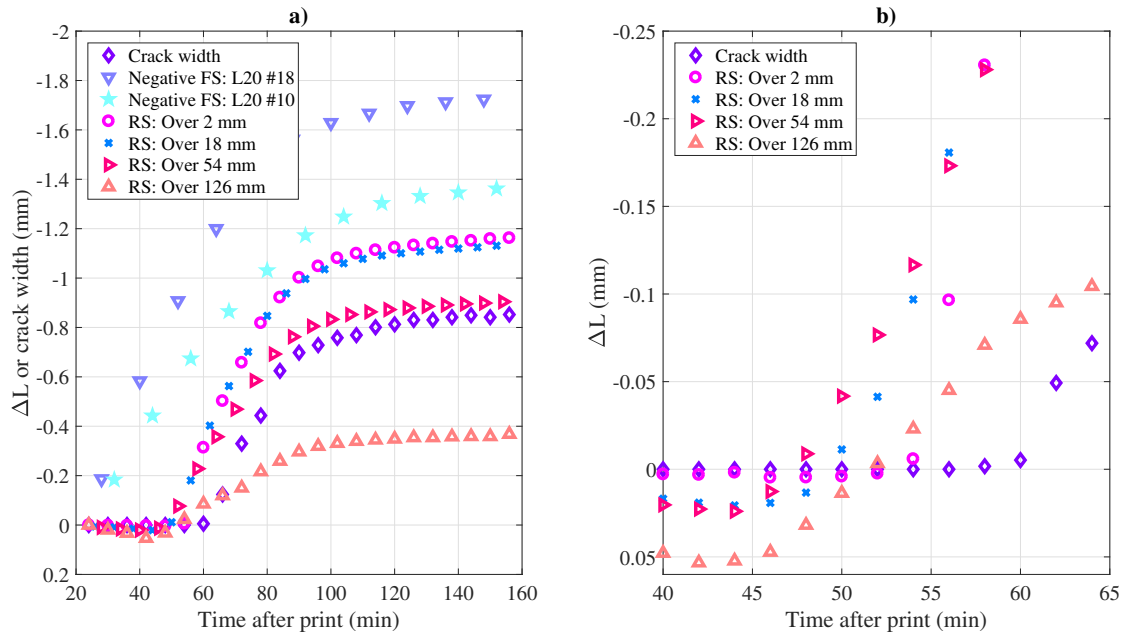 a)
-2
-1.8
-1.6
-1.4
-1.2
-1
-0.8
-0.6
-0.4
-0.2
0
0.2
20 40 60 80 100 120 140 160
ΔL or crack width (mm)
Time after print (min)
Crack width
Negative FS: L20 #18
Negative FS: L20 #10
RS: Over 2 mm
RS: Over 18 mm
RS: Over 54 mm
RS: Over 126 mm
b)
-0.25
-0.2
-0.15
-0.1
-0.05
0
0.05
40 45 50 55 60 65
ΔL (mm)
Time after print (min)
Crack width
RS: Over 2 mm
RS: Over 18 mm
RS: Over 54 mm
RS: Over 126 mm